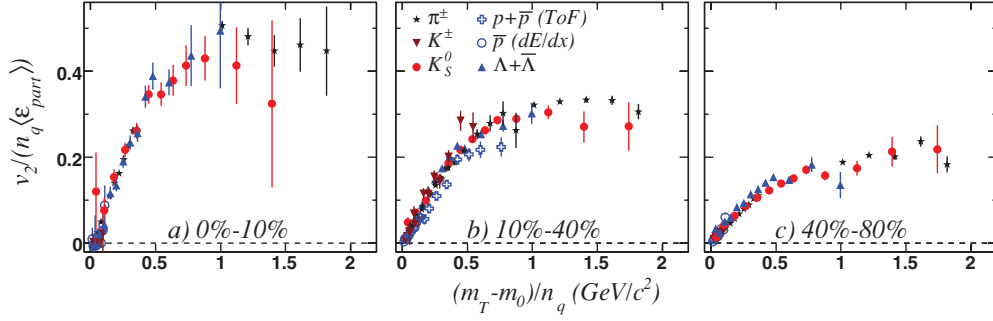 v2/(nq⟨εpart⟩)
0.4
0.2
0
a) 0%-10%
0 0.5 1 1.5 2
π± p+p̅ (ToF)
K± p̅ (dE/dx)
K0S Λ+Λ̅
b) 10%-40%
0 0.5 1 1.5 2
c) 40%-80%
0 0.5 1 1.5 2
(mT-m0)/nq (GeV/c2)